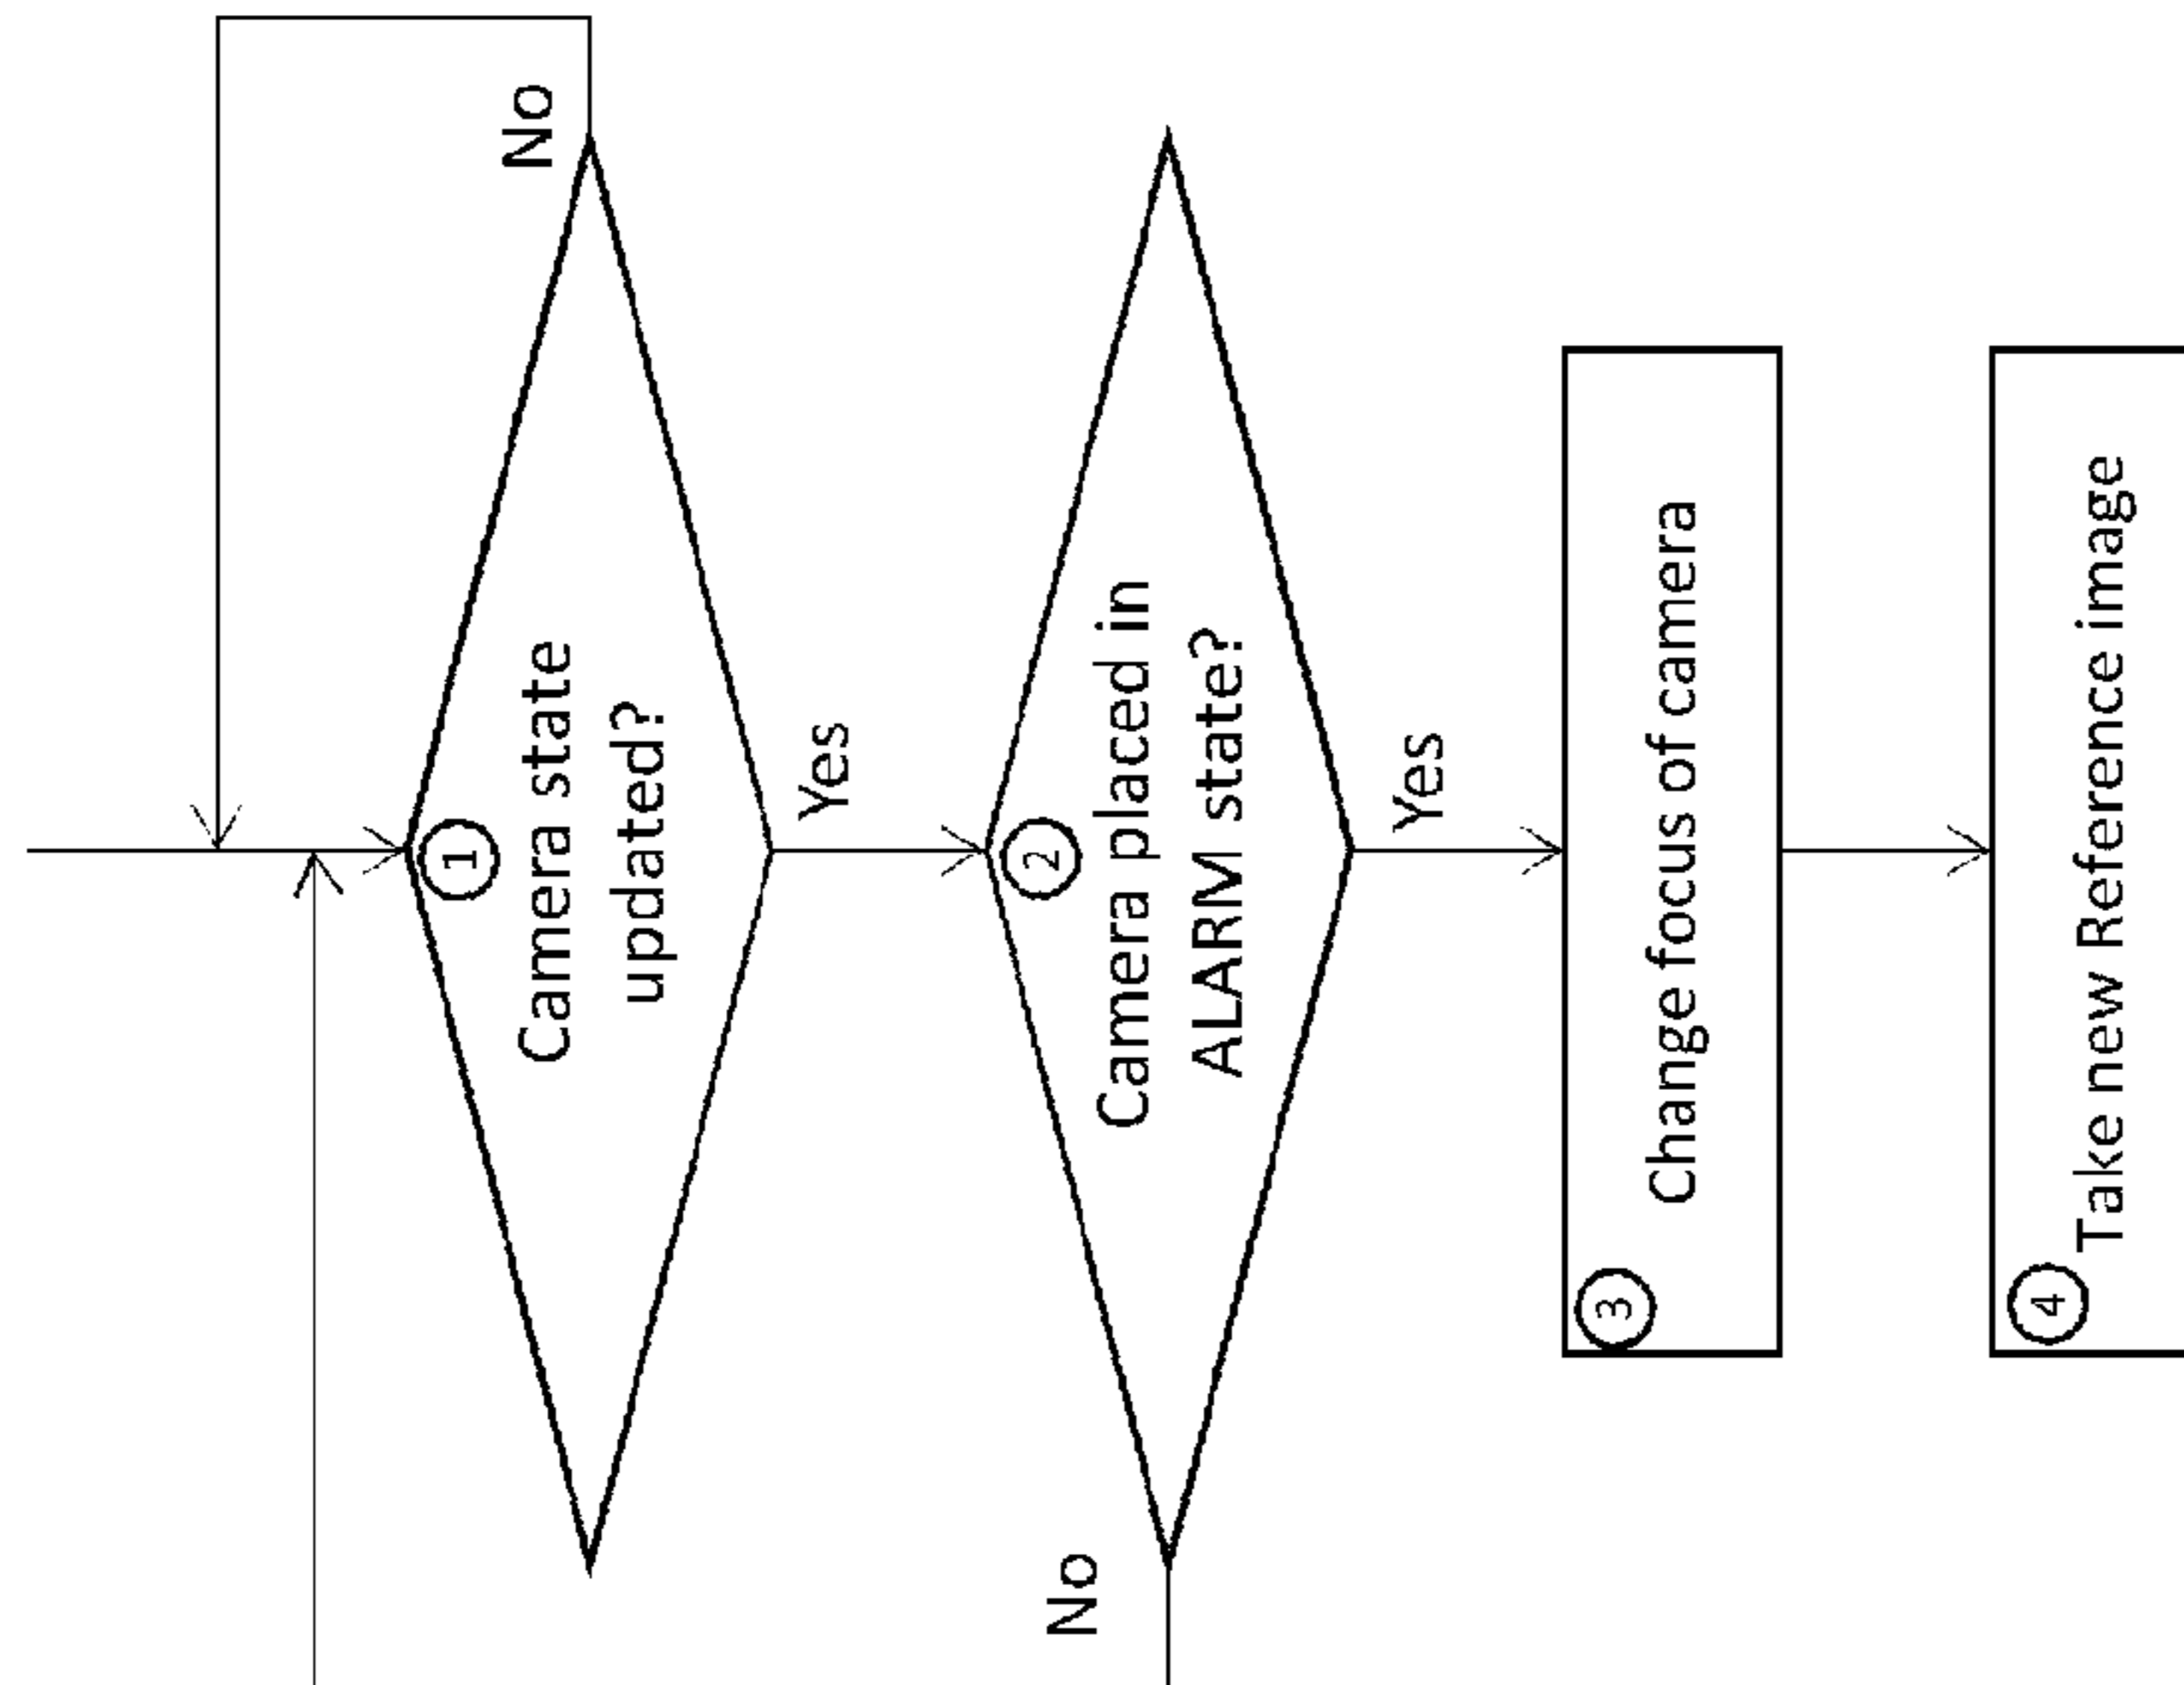 No
1
Camera state
updated?
Yes
2
Camera placed in
ALARM state?
No
Yes
3
Change focus of camera
4
Take new Reference image